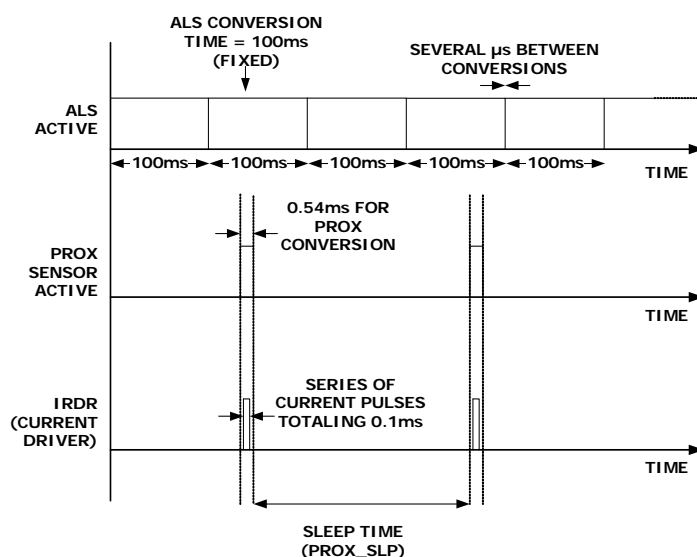 ALS CONVERSION
TIME = 100ms
(FIXED)
SEVERAL µs BETWEEN
CONVERSIONS
ALS
ACTIVE
100ms
100ms
100ms
100ms
100ms
TIME
0.54ms FOR
PROX
CONVERSION
PROX
SENSOR
ACTIVE
TIME
IRDR
(CURRENT
DRIVER)
SERIES OF
CURRENT PULSES
TOTALING 0.1ms
TIME
SLEEP TIME
(PROX_SLP)